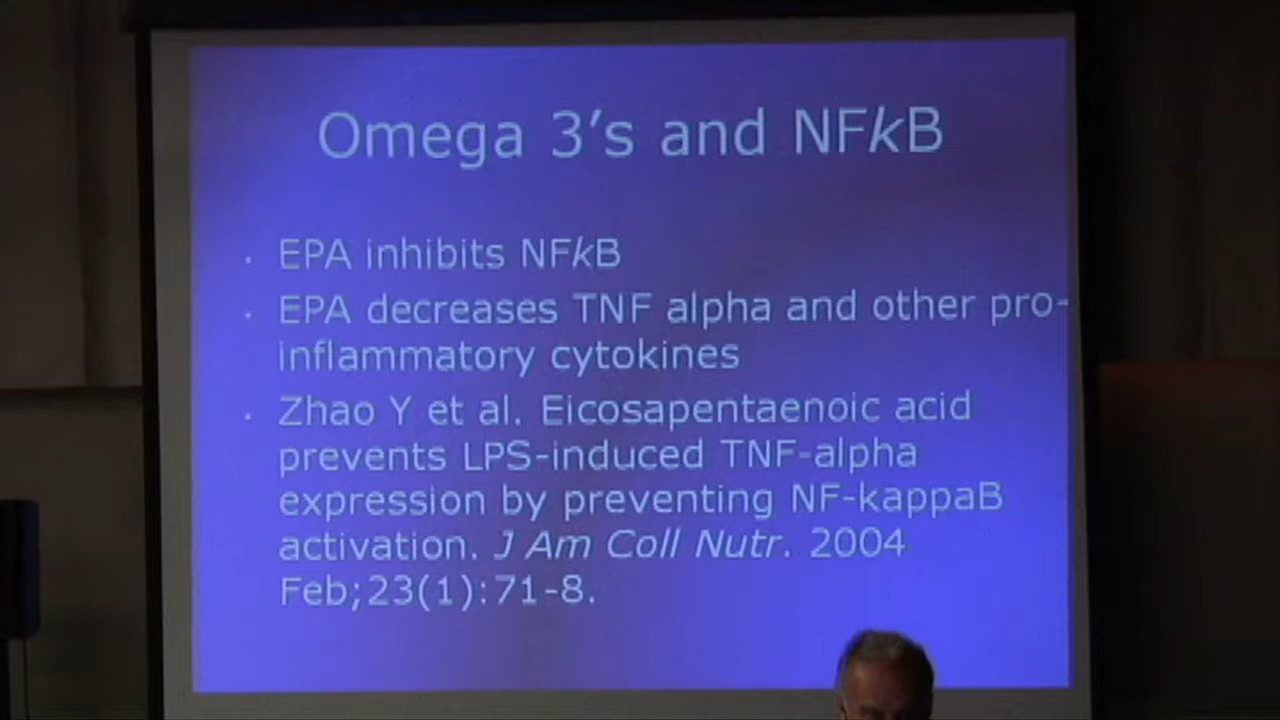 Omega 3's and NFkB
· EPA inhibits NFkB
· EPA decreases TNF alpha and other pro-
inflammatory cytokines
· Zhao Y et al. Eicosapentaenoic acid
prevents LPS-induced TNF-alpha
expression by preventing NF-kappaB
activation. J Am Coll Nutr. 2004
Feb;23(1):71-8.